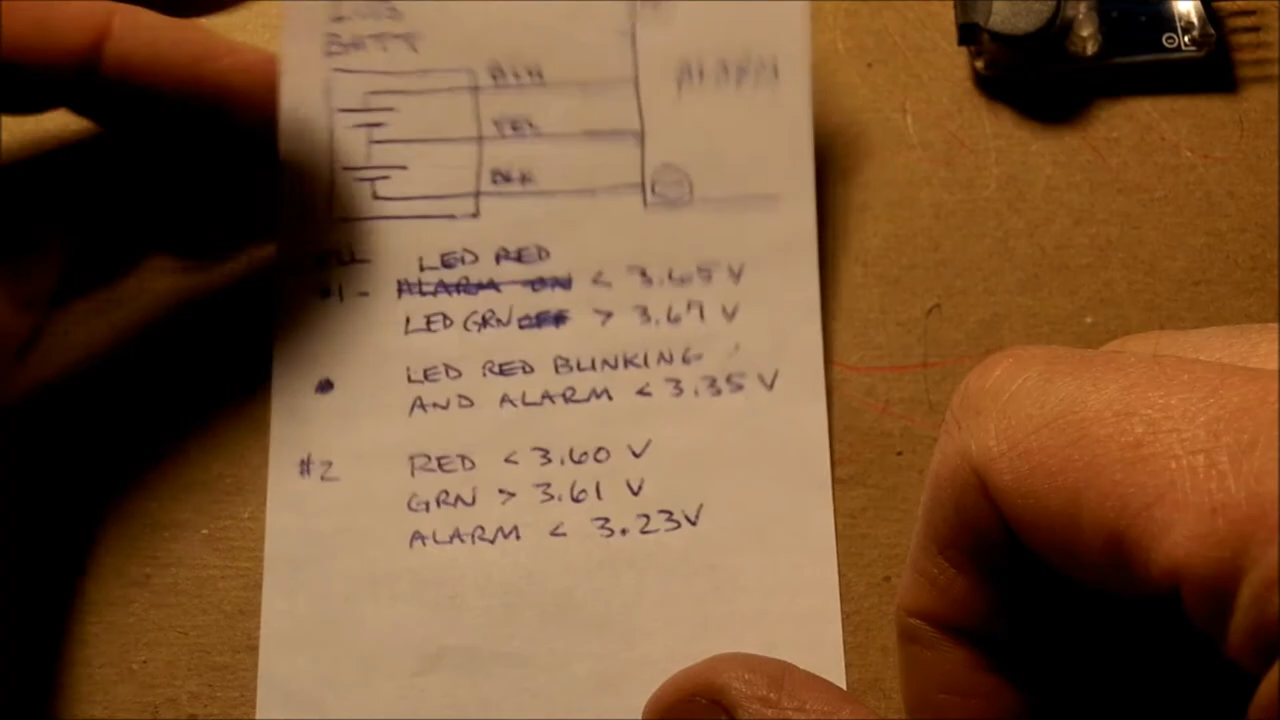 BATT
YEL
BLK
ALARM
LED RED
#1- ALARM ON < 3.65 V
LED GRN OFF > 3.67 V
LED RED BLINKING
AND ALARM < 3.35 V
#2 RED < 3.60 V
GRN > 3.61 V
ALARM < 3.23V